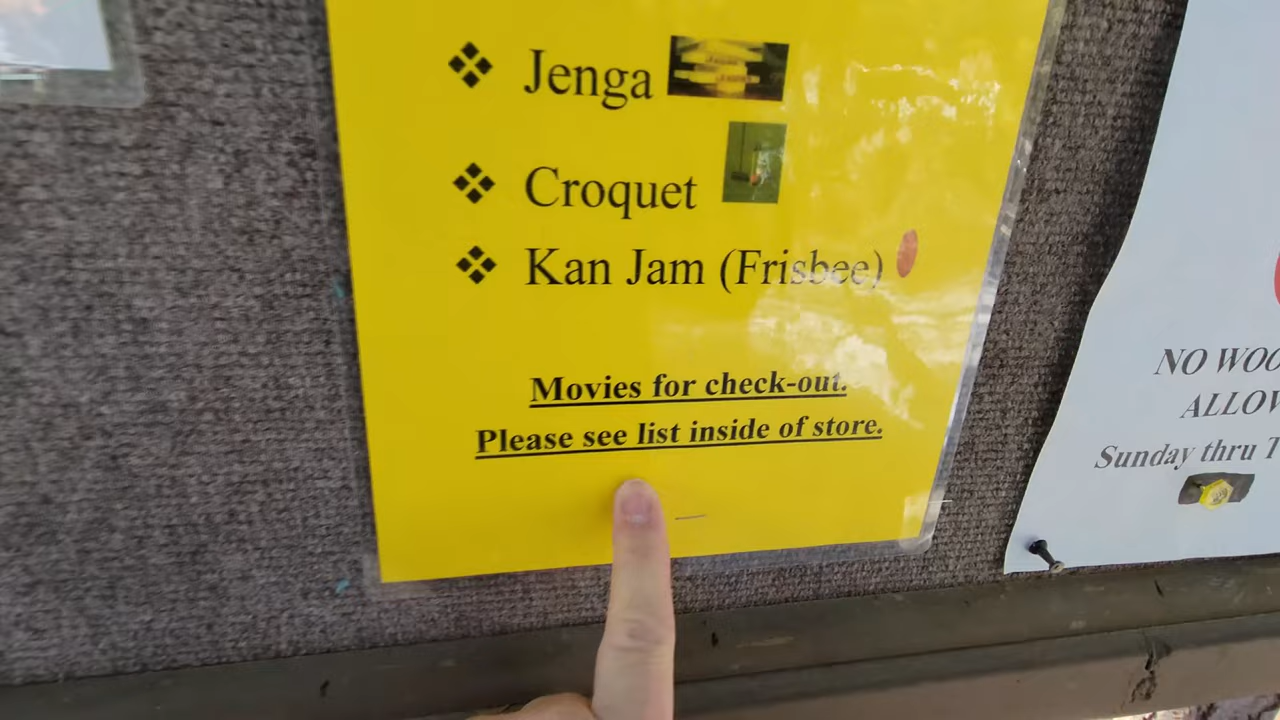 Jenga
Croquet
Kan Jam (Frisbee)
Movies for check-out.
Please see list inside of store.
NO WOO
ALLOW
Sunday thru T